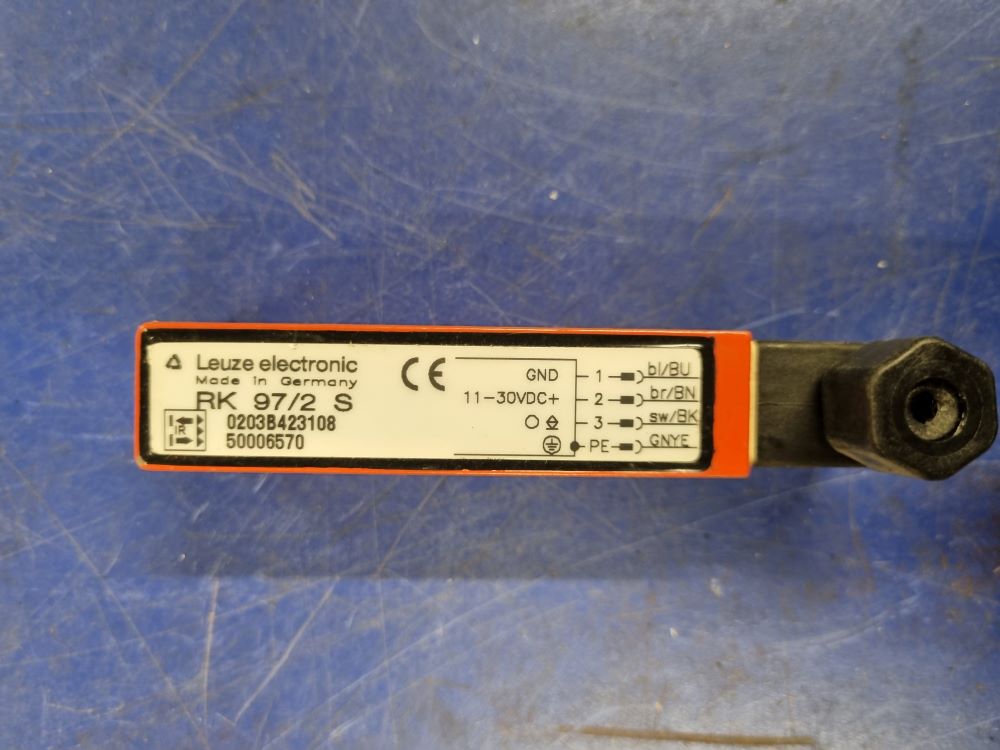 Leuze electronic
Made in Germany
RK 97/2 S
IR
0203B423108
50006570
CE
GND 1 bl/BU
11-30VDC+ 2 br/BN
3 sw/BK
PE GNYE